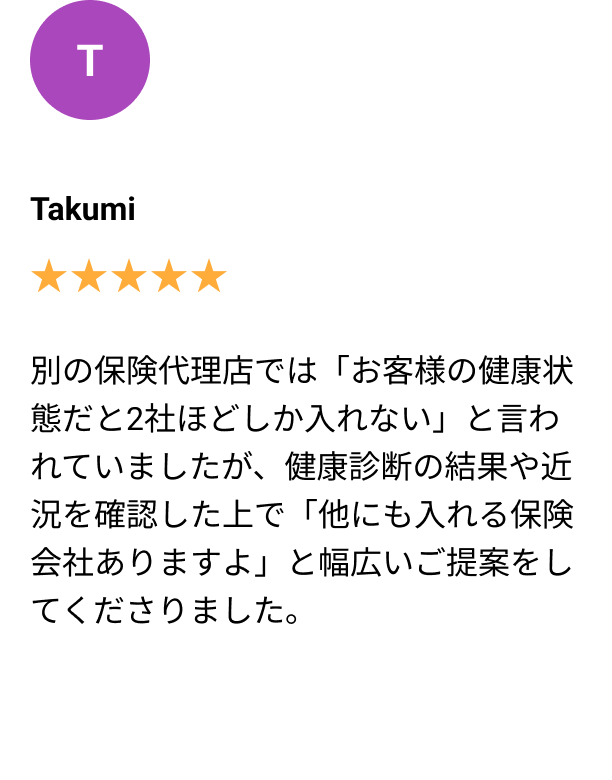 T
Takumi
★★★★★
別の保険代理店では「お客様の健康状
態だと2社ほどしか入れない」と言わ
れていましたが、健康診断の結果や近
況を確認した上で「他にも入れる保険
会社ありますよ」と幅広いご提案をし
てくださりました。